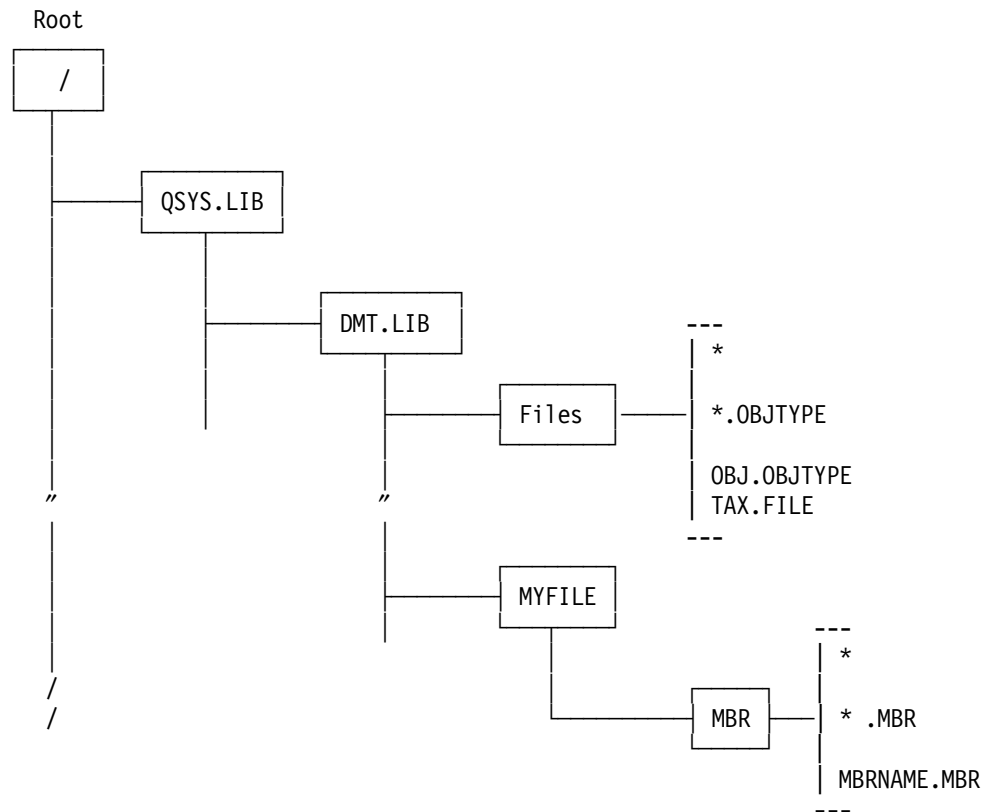 Root
/
QSYS.LIB
DMT.LIB
*
Files
*.OBJTYPE
OBJ.OBJTYPE
TAX.FILE
MYFILE
*
MBR
* .MBR
MBRNAME.MBR